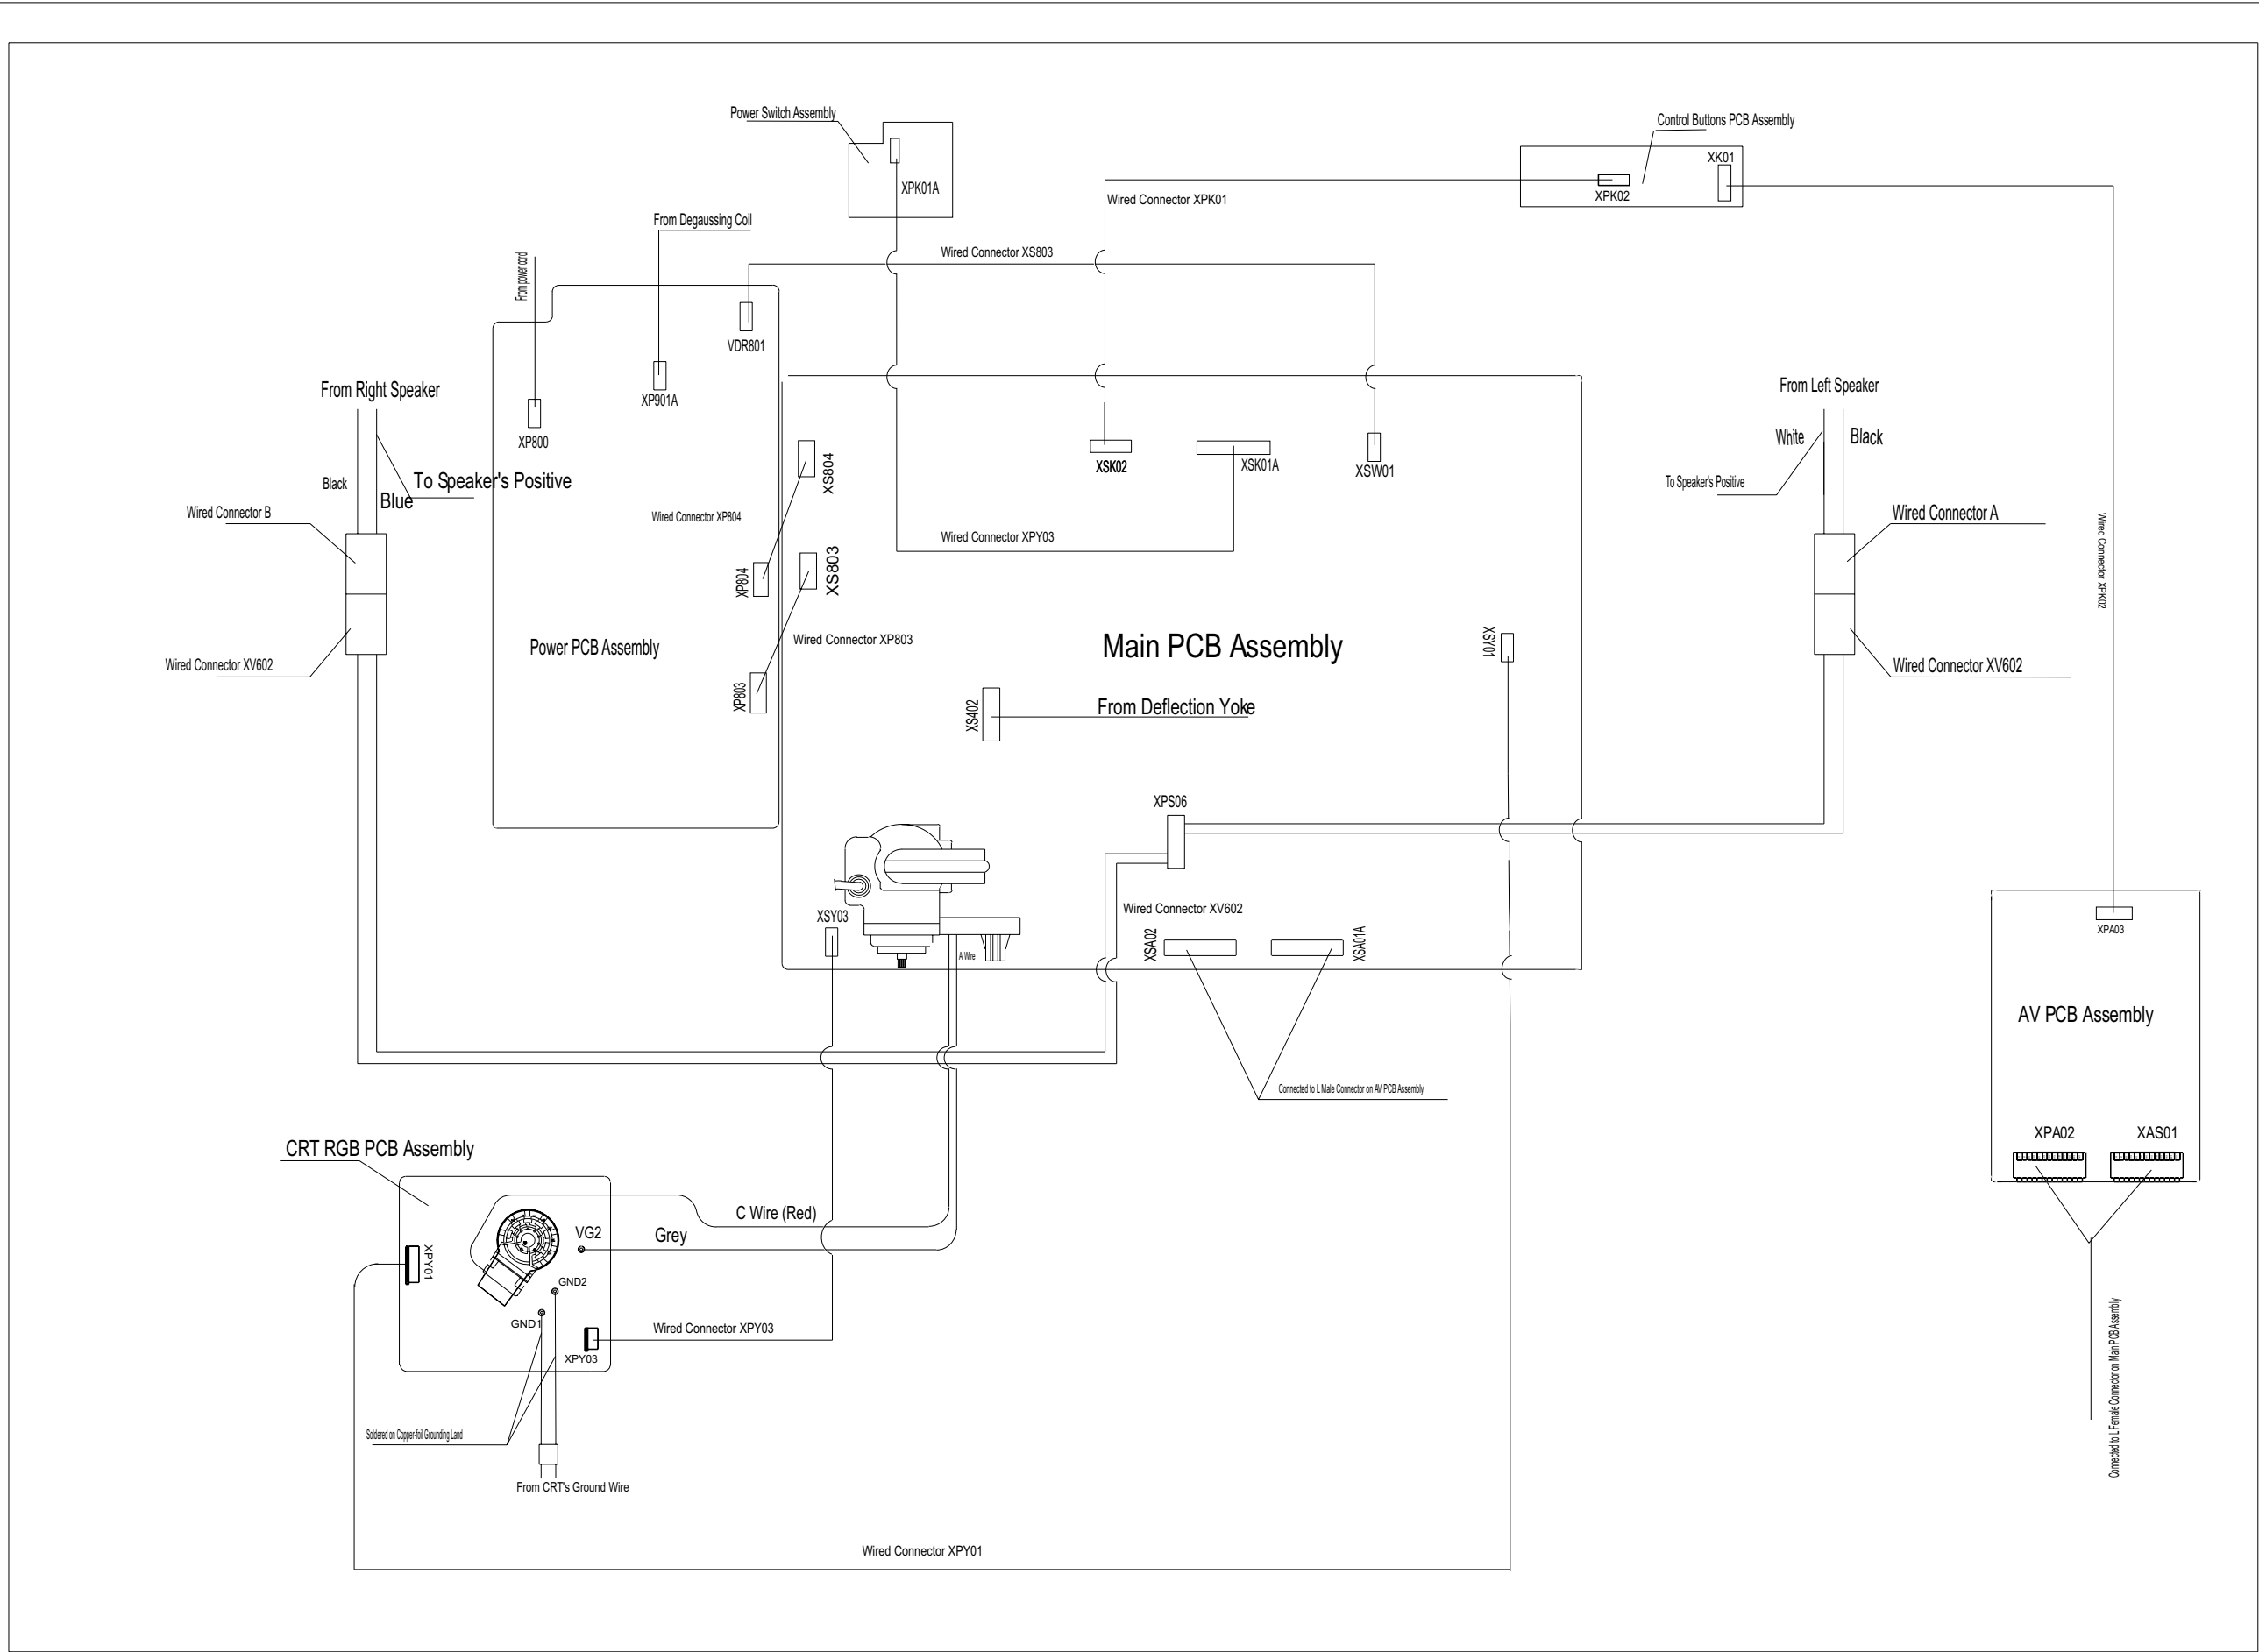 Power Switch Assembly
Control Buttons PCB Assembly
XK01
XPK01A
XPK02
Wired Connector XPK01
From Degaussing Coil
Wired Connector XS803
From power cord
VDR801
From Right Speaker
XP901A
From Left Speaker
XP800
White
Black
XS804
XSK02
XSK01A
XSW01
Black
To Speaker's Positive
Blue
To Speaker's Positive
Wired Connector B
Wired Connector XP804
Wired Connector A
Wired Connector XPY03
Wired Connector XPK02
XP804
XS803
Power PCB Assembly
Wired Connector XP803
Main PCB Assembly
XSY01
Wired Connector XV602
Wired Connector XV602
XP803
XS402
From Deflection Yoke
XPS06
XSY03
Wired Connector XV602
XPA03
A Wire
XSA02
XSA01A
AV PCB Assembly
Connected to L Male Connector on AV PCB Assembly
XPA02
XAS01
CRT RGB PCB Assembly
C Wire (Red)
VG2
Grey
XPY01
GND2
GND1
Wired Connector XPY03
XPY03
Connected to L Female Connector on Main PCB Assembly
Soldered on Copper-foil Grounding Land
From CRT's Ground Wire
Wired Connector XPY01